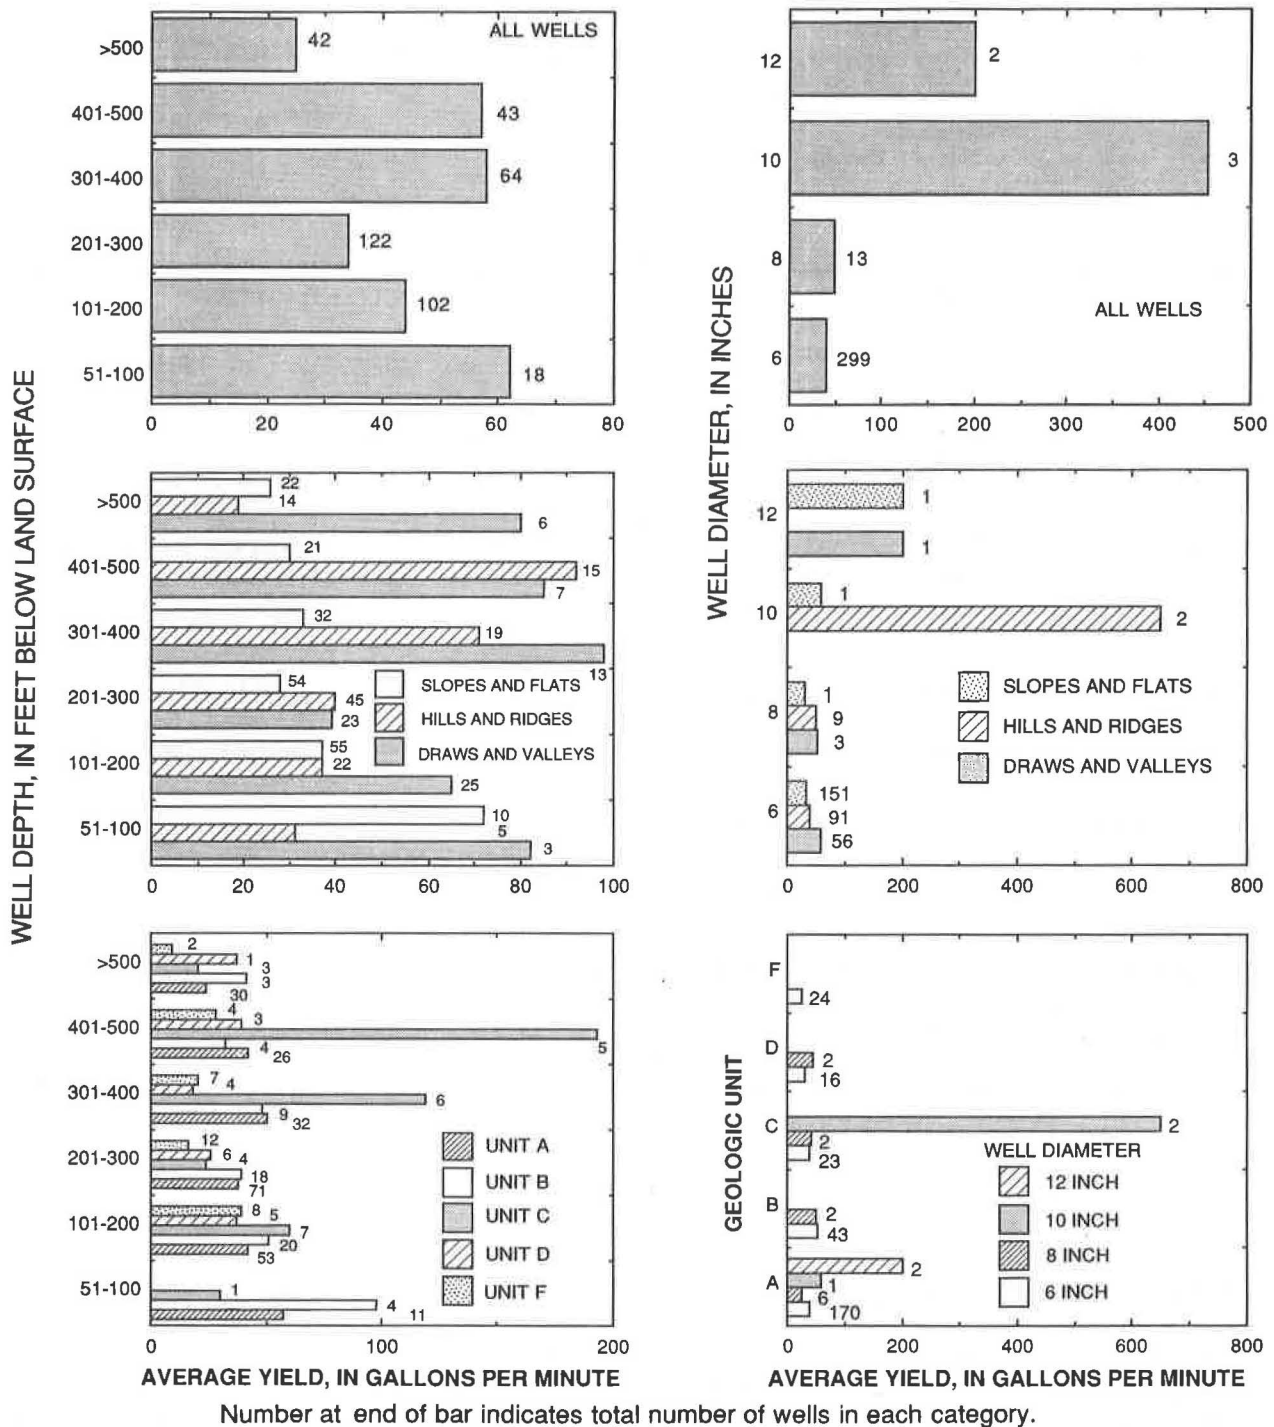 WELL DEPTH, IN FEET BELOW LAND SURFACE
ALL WELLS
>500 42
401-500 43
301-400 64
201-300 122
101-200 102
51-100 18
0 20 40 60 80
>500 22
14
6
401-500 21
15
7
301-400 32
19
13
201-300 54
45
23
101-200 55
22
25
51-100 10
5
3
SLOPES AND FLATS
HILLS AND RIDGES
DRAWS AND VALLEYS
0 20 40 60 80 100
>500 2
1
3
3
30
401-500 4
3
5
4
26
301-400 7
4
6
9
32
201-300 12
6
4
18
71
101-200 8
5
7
20
53
51-100 1
4
11
UNIT A
UNIT B
UNIT C
UNIT D
UNIT F
0 50 100 200
AVERAGE YIELD, IN GALLONS PER MINUTE
WELL DIAMETER, IN INCHES
12 2
10 3
8 13
6 299
ALL WELLS
0 100 200 300 400 500
12 1
1
10 1
2
8 1
9
3
6 151
91
56
SLOPES AND FLATS
HILLS AND RIDGES
DRAWS AND VALLEYS
0 200 400 600 800
GEOLOGIC UNIT
F 24
D 2
16
C 2
2
23
B 2
43
A 2
1
6
170
WELL DIAMETER
12 INCH
10 INCH
8 INCH
6 INCH
0 200 400 600 800
AVERAGE YIELD, IN GALLONS PER MINUTE
Number at end of bar indicates total number of wells in each category.